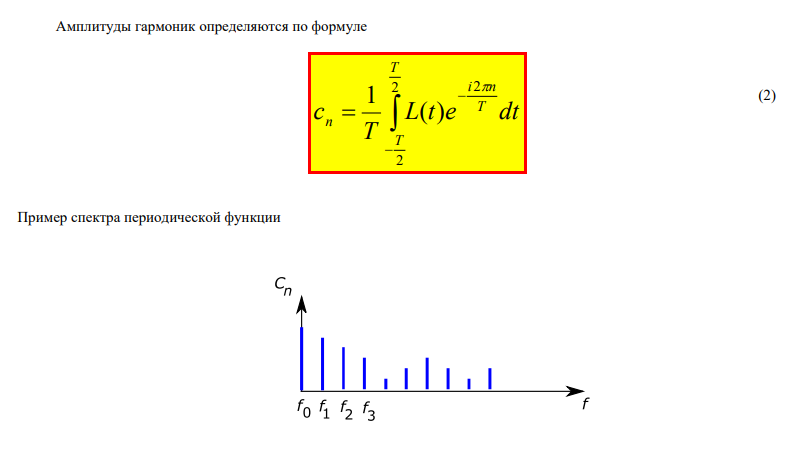 Амплитуды гармоник определяются по формуле
c_n = \frac{1}{T} \int_{-\frac{T}{2}}^{\frac{T}{2}} L(t) e^{-\frac{i2\pi n}{T}} dt (2)
Пример спектра периодической функции
C_n
f_0 f_1 f_2 f_3 f